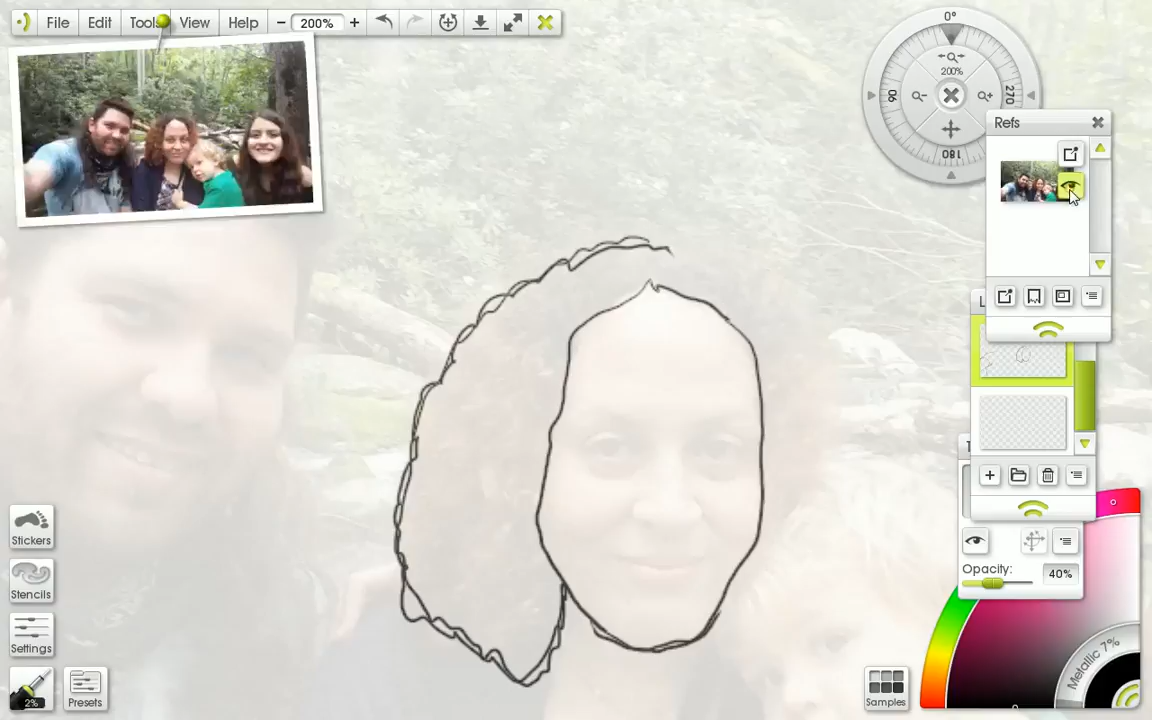 File Edit Tools View Help 200%
0°
200%
90
270
180
Refs
Opacity:
40%
Metallic 7%
Stickers
Stencils
Settings
2%
Presets
Samples